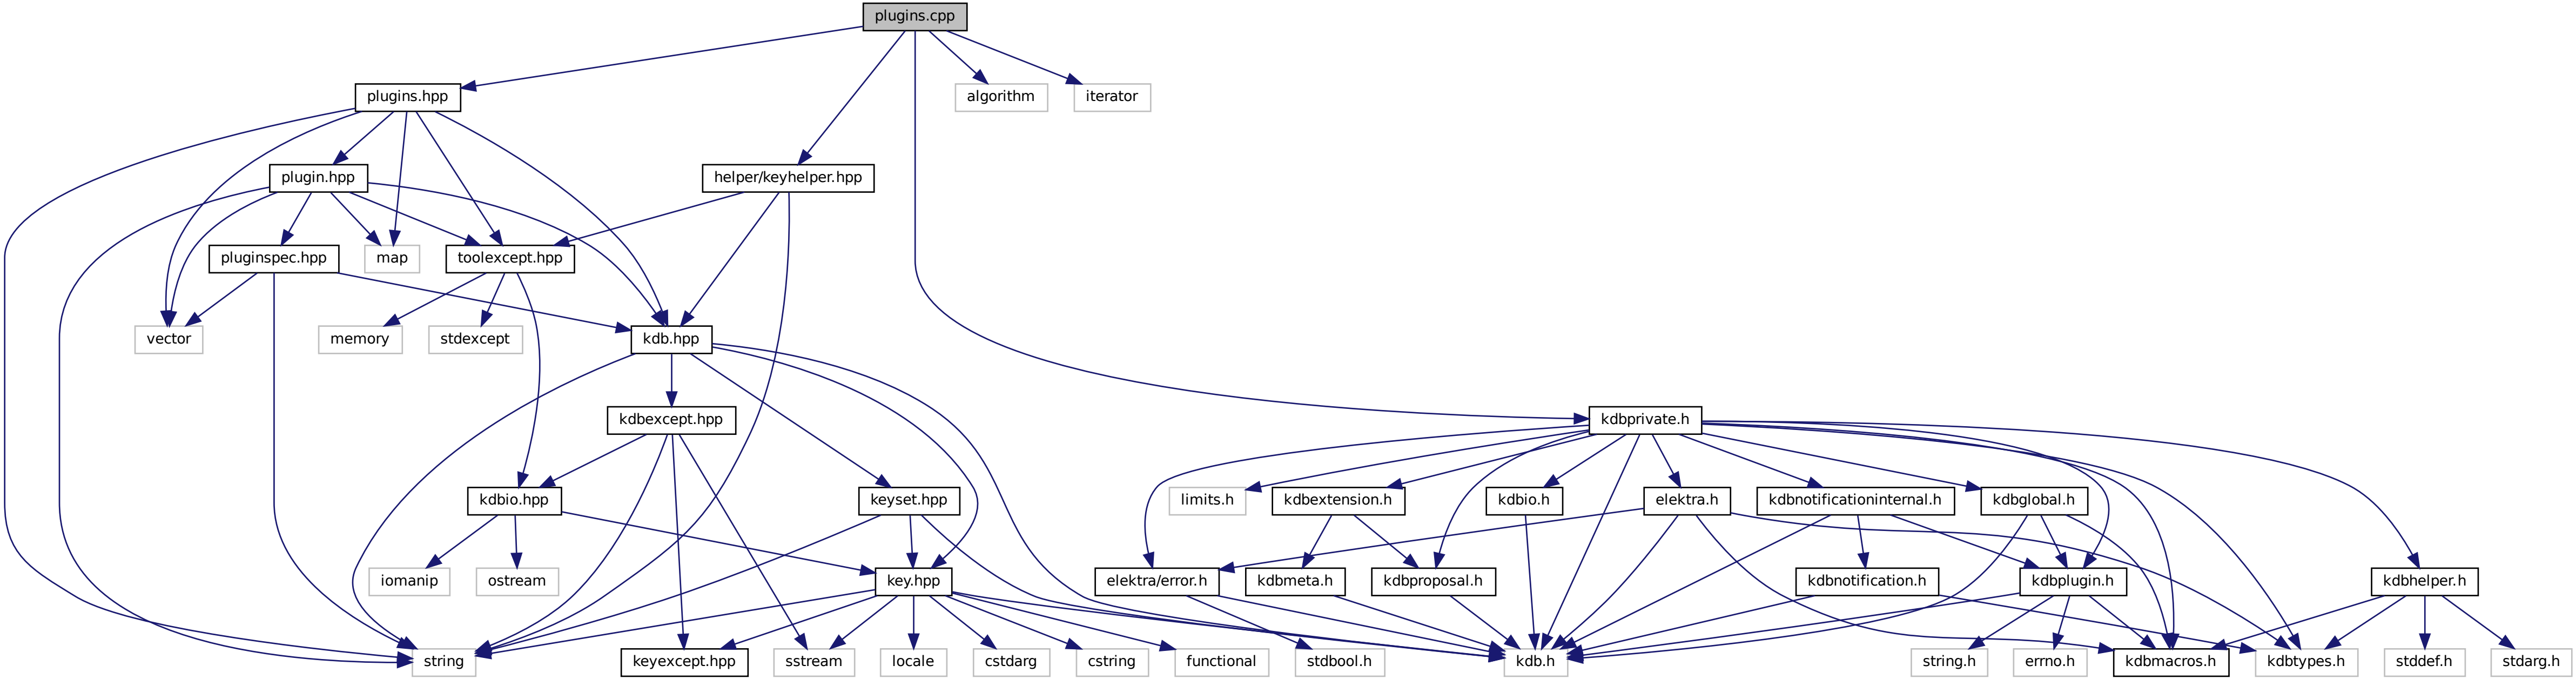 plugins.cpp
plugins.hpp
algorithm
iterator
plugin.hpp
helper/keyhelper.hpp
pluginspec.hpp
map
toolexcept.hpp
vector
memory
stdexcept
kdb.hpp
kdbexcept.hpp
kdbprivate.h
kdbio.hpp
keyset.hpp
limits.h
kdbextension.h
kdbio.h
elektra.h
kdbnotificationinternal.h
kdbglobal.h
iomanip
ostream
key.hpp
elektra/error.h
kdbmeta.h
kdbproposal.h
kdbnotification.h
kdbplugin.h
kdbhelper.h
string
keyexcept.hpp
sstream
locale
cstdarg
cstring
functional
stdbool.h
kdb.h
string.h
errno.h
kdbmacros.h
kdbtypes.h
stddef.h
stdarg.h